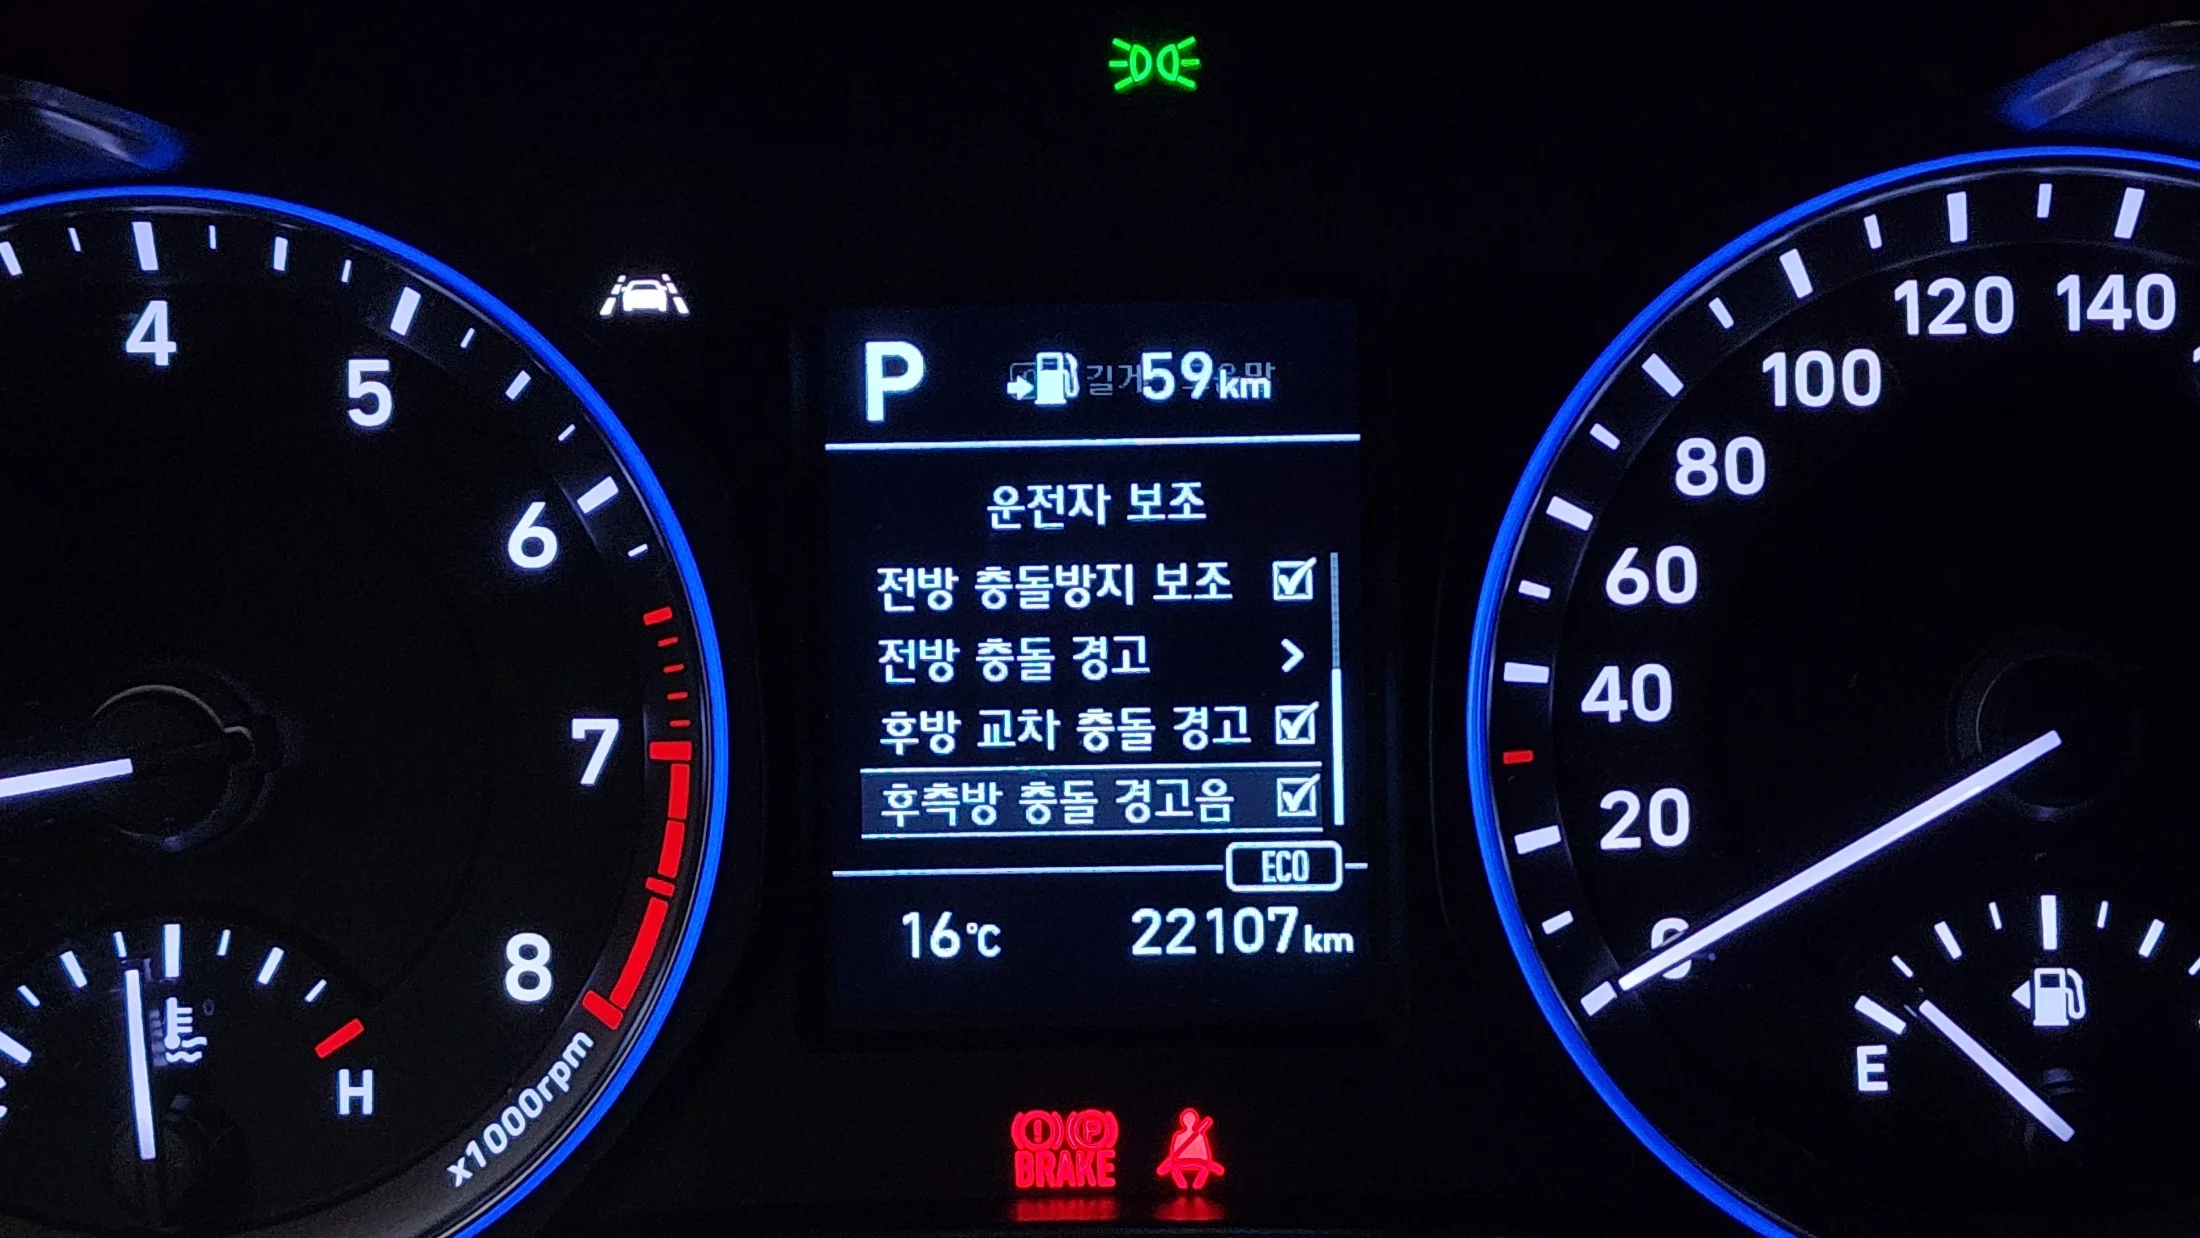 4
5
6
7
8
x1000rpm
H
P 59km
운전자 보조
전방 충돌방지 보조
전방 충돌 경고
후방 교차 충돌 경고
후측방 충돌 경고음
ECO
16℃ 22107km
BRAKE
140
120
100
80
60
40
20
0
E